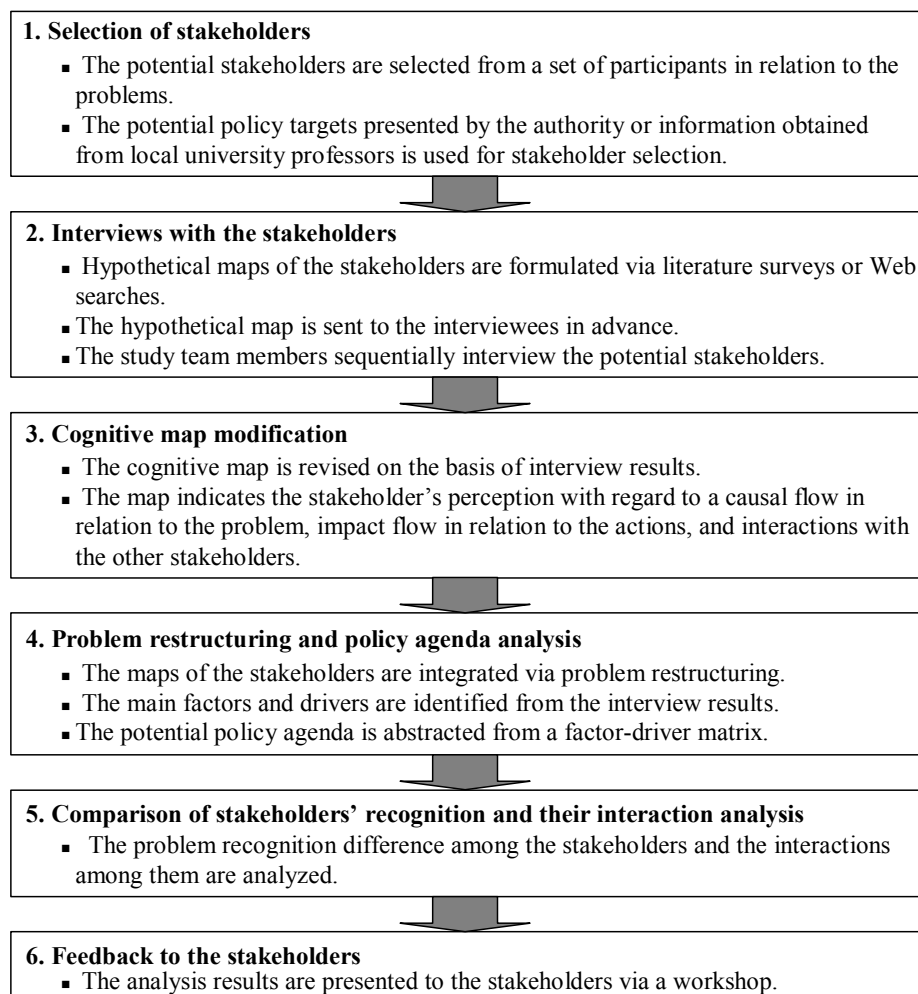 1. Selection of stakeholders
▪ The potential stakeholders are selected from a set of participants in relation to the
problems.
▪ The potential policy targets presented by the authority or information obtained
from local university professors is used for stakeholder selection.
2. Interviews with the stakeholders
▪ Hypothetical maps of the stakeholders are formulated via literature surveys or Web
searches.
▪ The hypothetical map is sent to the interviewees in advance.
▪ The study team members sequentially interview the potential stakeholders.
3. Cognitive map modification
▪ The cognitive map is revised on the basis of interview results.
▪ The map indicates the stakeholder’s perception with regard to a causal flow in
relation to the problem, impact flow in relation to the actions, and interactions with
the other stakeholders.
4. Problem restructuring and policy agenda analysis
▪ The maps of the stakeholders are integrated via problem restructuring.
▪ The main factors and drivers are identified from the interview results.
▪ The potential policy agenda is abstracted from a factor-driver matrix.
5. Comparison of stakeholders’ recognition and their interaction analysis
▪ The problem recognition difference among the stakeholders and the interactions
among them are analyzed.
6. Feedback to the stakeholders
▪ The analysis results are presented to the stakeholders via a workshop.